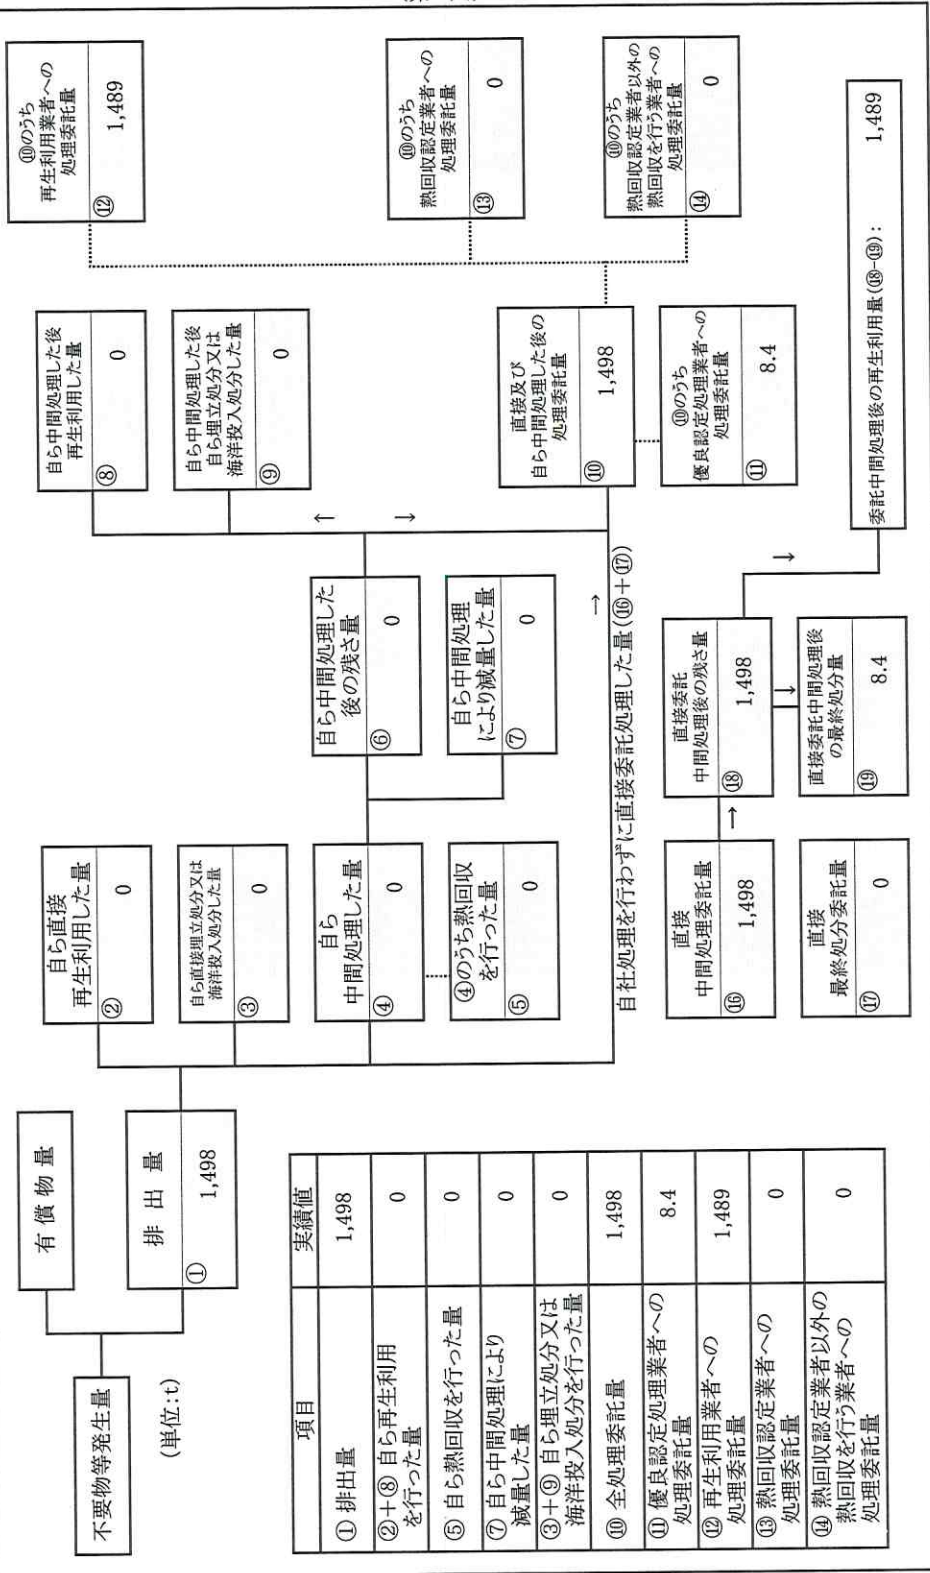 不要物等発生量
(単位:t)
有償物量
排出量
①
1,498
自ら直接
再生利用した量
②
0
自ら直接埋立処分又は
海洋投入処分した量
③
0
自ら
中間処理した量
④
0
④のうち熱回収
を行った量
⑤
0
自ら中間処理した
後の残さ量
⑥
0
自ら中間処理
により減量した量
⑦
0
自ら中間処理した後
再生利用した量
⑧
0
自ら中間処理した後
自ら埋立処分又は
海洋投入処分した量
⑨
0
直接及び
自ら中間処理した後の
処理委託量
⑩
1,498
⑩のうち
優良認定処理業者への
処理委託量
⑪
8.4
⑩のうち
再生利用業者への
処理委託量
⑫
1,489
⑩のうち
熱回収認定業者への
処理委託量
⑬
0
⑩のうち
熱回収認定業者以外の
熱回収を行う業者への
処理委託量
⑭
0
自社処理を行わずに直接委託処理した量(⑯+⑰)
直接
中間処理委託量
⑯
1,498
直接
最終処分委託量
⑰
0
直接委託
中間処理後の残さ量
⑱
1,498
直接委託中間処理後
の最終処分量
⑲
8.4
委託中間処理後の再生利用量(⑱-⑲): 1,489
項目 実績値
① 排出量 1,498
②+⑧ 自ら再生利用
を行った量 0
⑤ 自ら熱回収を行った量 0
⑦ 自ら中間処理により
減量した量 0
③+⑨ 自ら埋立処分又は
海洋投入処分を行った量 0
⑩ 全処理委託量 1,498
⑪ 優良認定処理業者への
処理委託量 8.4
⑫ 再生利用業者への
処理委託量 1,489
⑬ 熱回収認定業者への
処理委託量 0
⑭ 熱回収認定業者以外の
熱回収を行う業者への
処理委託量 0